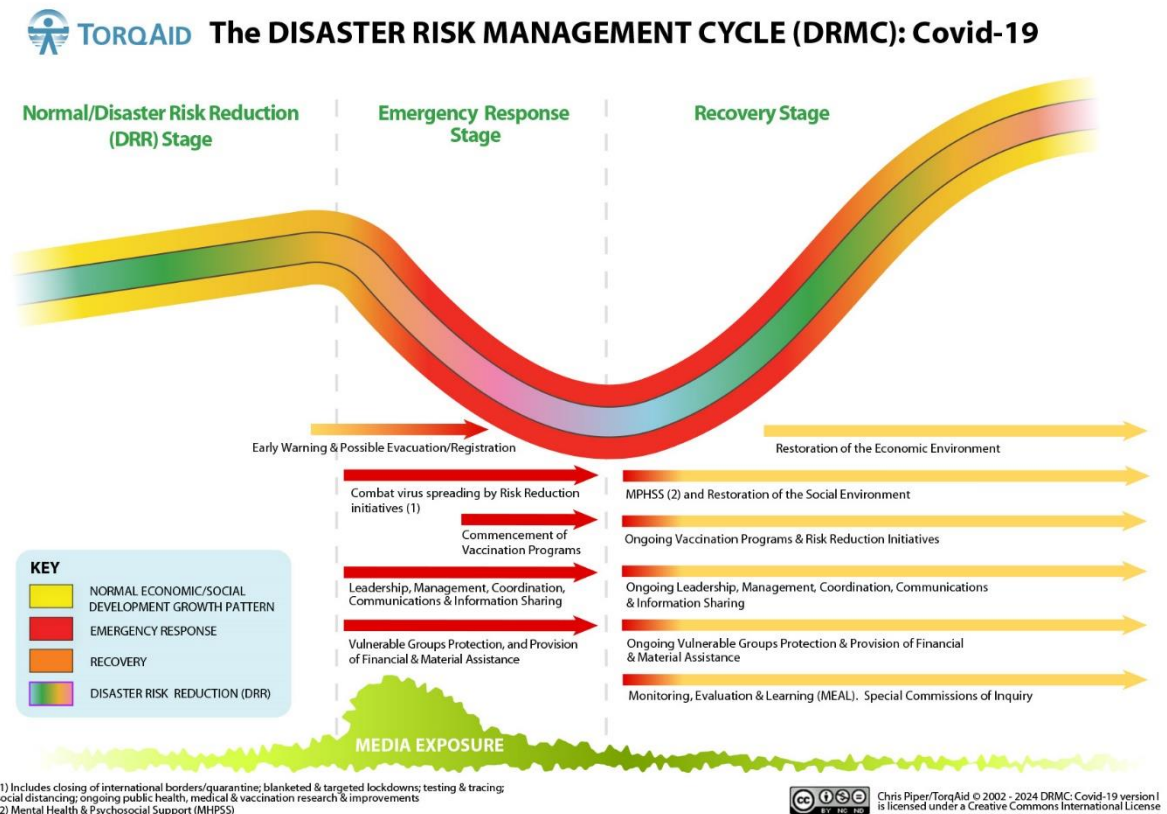 TORQAID The DISASTER RISK MANAGEMENT CYCLE (DRMC): Covid-19
Normal/Disaster Risk Reduction
(DRR) Stage
Emergency Response
Stage
Recovery Stage
Early Warning & Possible Evacuation/Registration
Restoration of the Economic Environment
Combat virus spreading by Risk Reduction
initiatives (1)
MPHSS (2) and Restoration of the Social Environment
Commencement of
Vaccination Programs
Ongoing Vaccination Programs & Risk Reduction Initiatives
Leadership, Management, Coordination,
Communications & Information Sharing
Ongoing Leadership, Management, Coordination, Communications
& Information Sharing
Vulnerable Groups Protection, and Provision
of Financial & Material Assistance
Ongoing Vulnerable Groups Protection & Provision of Financial
& Material Assistance
Monitoring, Evaluation & Learning (MEAL). Special Commissions of Inquiry
KEY
NORMAL ECONOMIC/SOCIAL
DEVELOPMENT GROWTH PATTERN
EMERGENCY RESPONSE
RECOVERY
DISASTER RISK REDUCTION (DRR)
MEDIA EXPOSURE
1) Includes closing of international borders/quarantine; blanketed & targeted lockdowns; testing & tracing;
ocial distancing; ongoing public health, medical & vaccination research & improvements
2) Mental Health & Psychosocial Support (MHPSS)
cc BY NC ND
Chris Piper/TorqAid © 2002 - 2024 DRMC: Covid-19 version I
is licensed under a Creative Commons International License